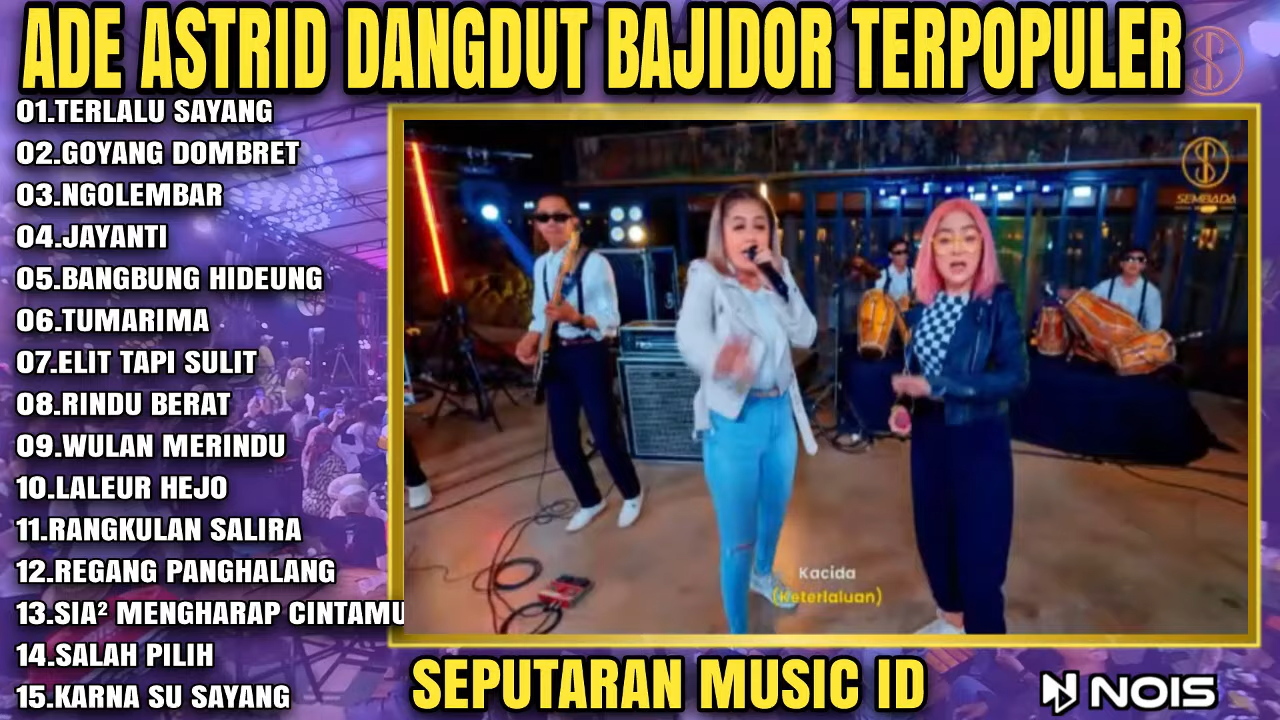 ADE ASTRID DANGDUT BAJIDOR TERPOPULER
01.TERLALU SAYANG
02.GOYANG DOMBRET
03.NGOLEMBAR
04.JAYANTI
05.BANGBUNG HIDEUNG
06.TUMARIMA
07.ELIT TAPI SULIT
08.RINDU BERAT
09.WULAN MERINDU
10.LALEUR HEJO
11.RANGKULAN SALIRA
12.REGANG PANGHALANG
13.SIA² MENGHARAP CINTAMU
14.SALAH PILIH
15.KARNA SU SAYANG
SEMBADA
Kacida
(Keterlaluan)
SEPUTARAN MUSIC ID
NOIS